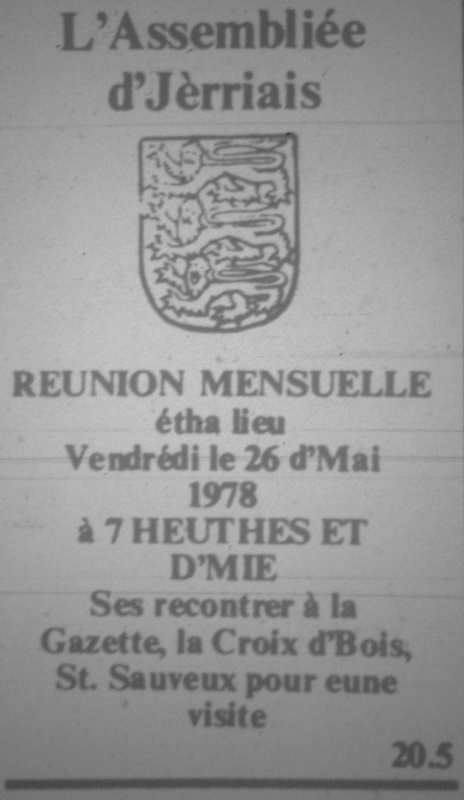 L'Assembliée
d'Jèrriais
REUNION MENSUELLE
étha lieu
Vendrédi le 26 d'Mai
1978
à 7 HEUTHES ET
D'MIE
Ses recontrer à la
Gazette, la Croix d'Bois,
St. Sauveux pour eune
visite
20.5